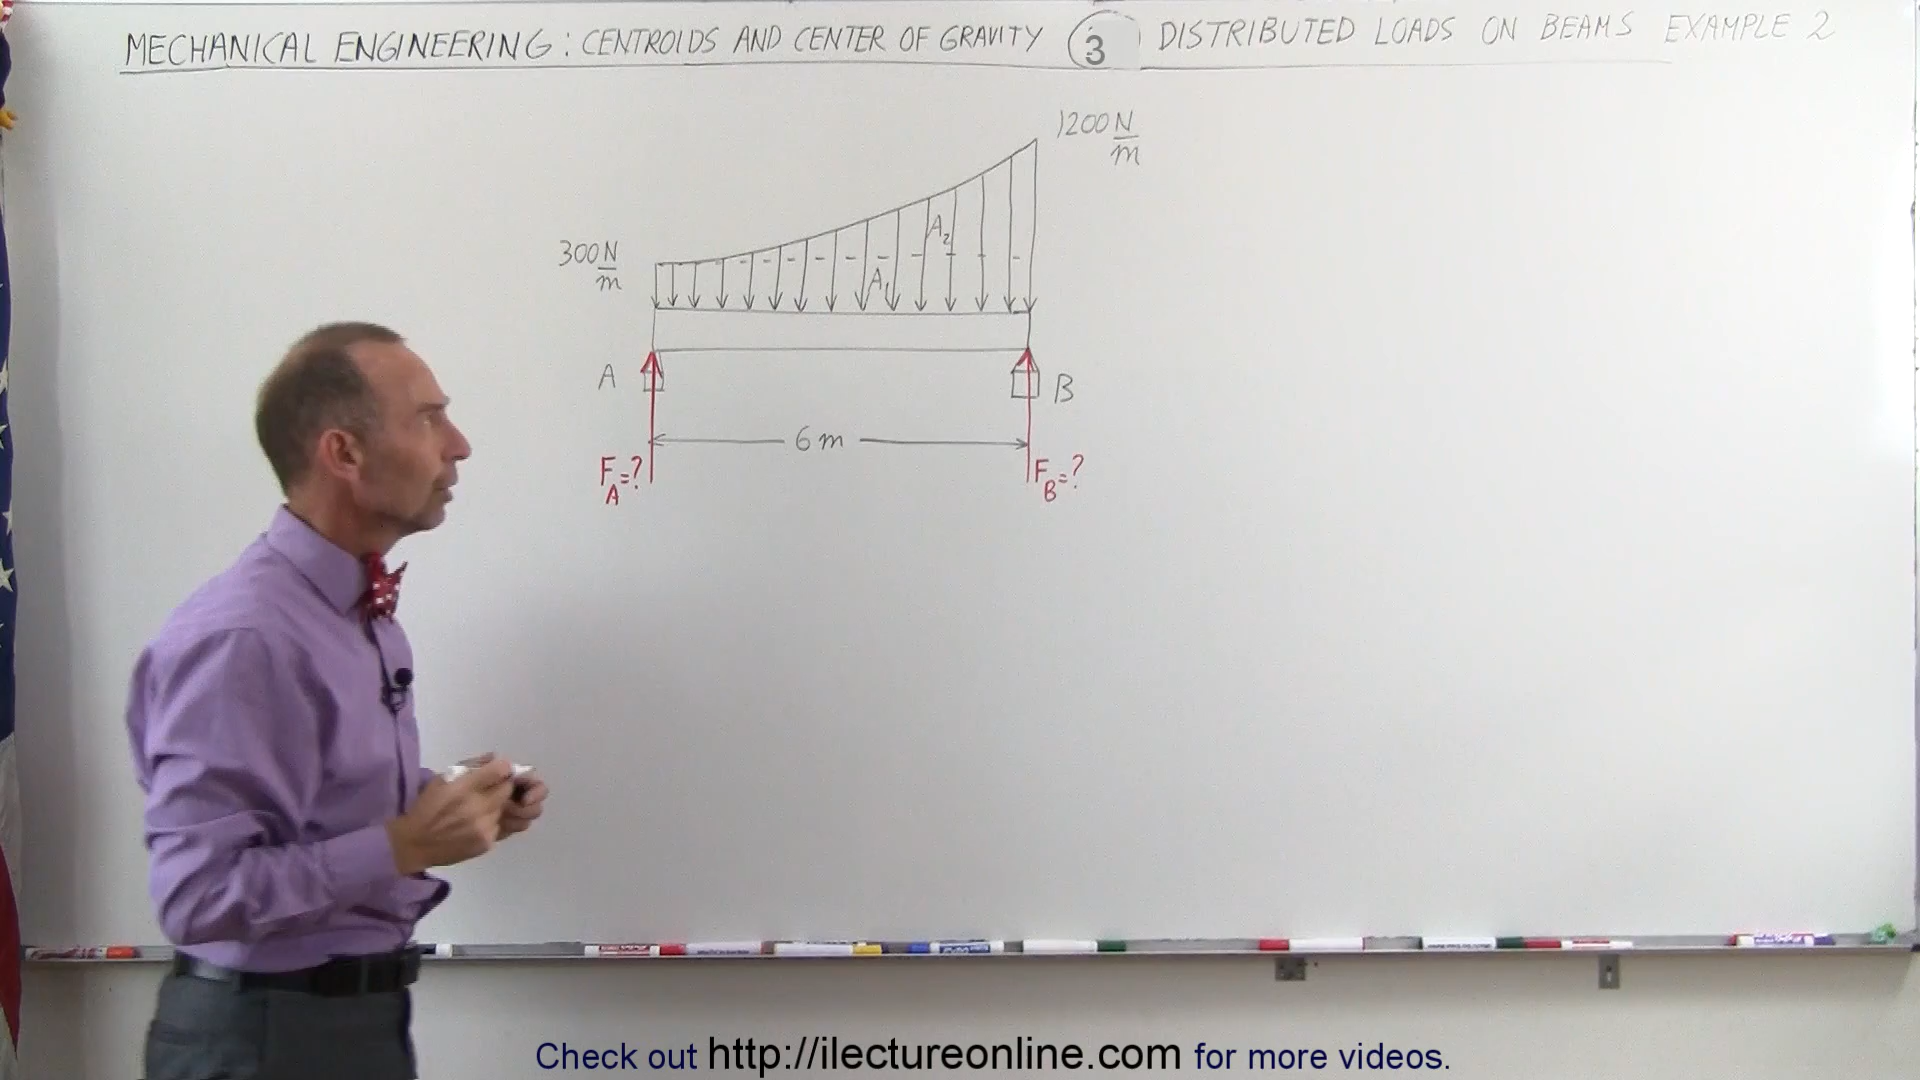 MECHANICAL ENGINEERING: CENTROIDS AND CENTER OF GRAVITY 3 DISTRIBUTED LOADS ON BEAMS EXAMPLE 2
1200 N/m
300 N/m
A2
A1
A
B
6 m
FA=?
FB=?
Check out http://ilectureonline.com for more videos.